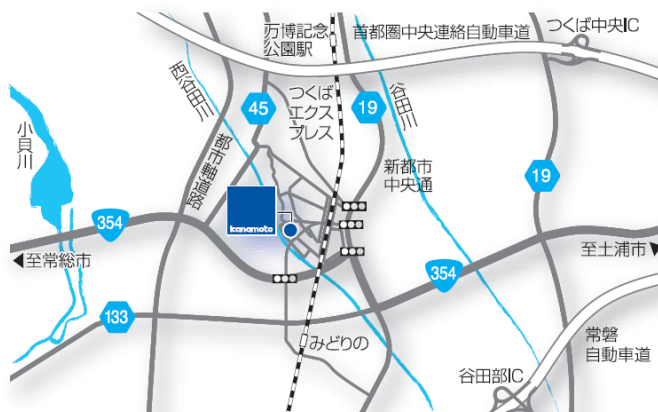 万博記念
公園駅
首都圏中央連絡自動車道
つくば中央IC
西谷田川
つくば
エクス
プレス
谷田川
45
19
小貝川
都市軸道路
新都市
中央通
19
kanamoto
354
至常総市
354
至土浦市
133
みどりの
常磐
自動車道
谷田部IC